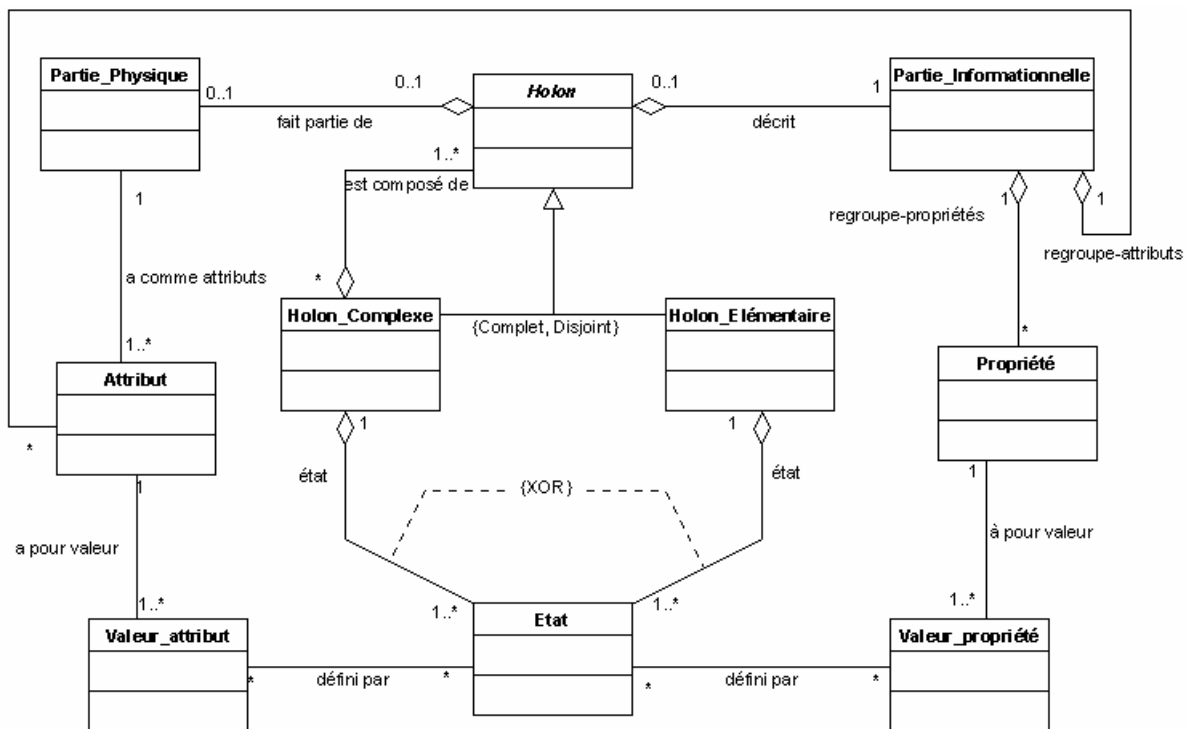 Partie_Physique
Holon
Partie_Informationnelle
0..1
0..1
0..1
1
fait partie de
décrit
1..*
est composé de
1
1
1
regroupe-propriétés
regroupe-attributs
a comme attributs
*
Holon_Complexe
Holon_Elémentaire
{Complet, Disjoint}
1..*
*
Attribut
Propriété
*
1
1
état
état
{XOR}
1
1
a pour valeur
à pour valeur
1..*
1..*
1..*
1..*
Valeur_attribut
Etat
Valeur_propriété
*
défini par
*
*
défini par
*